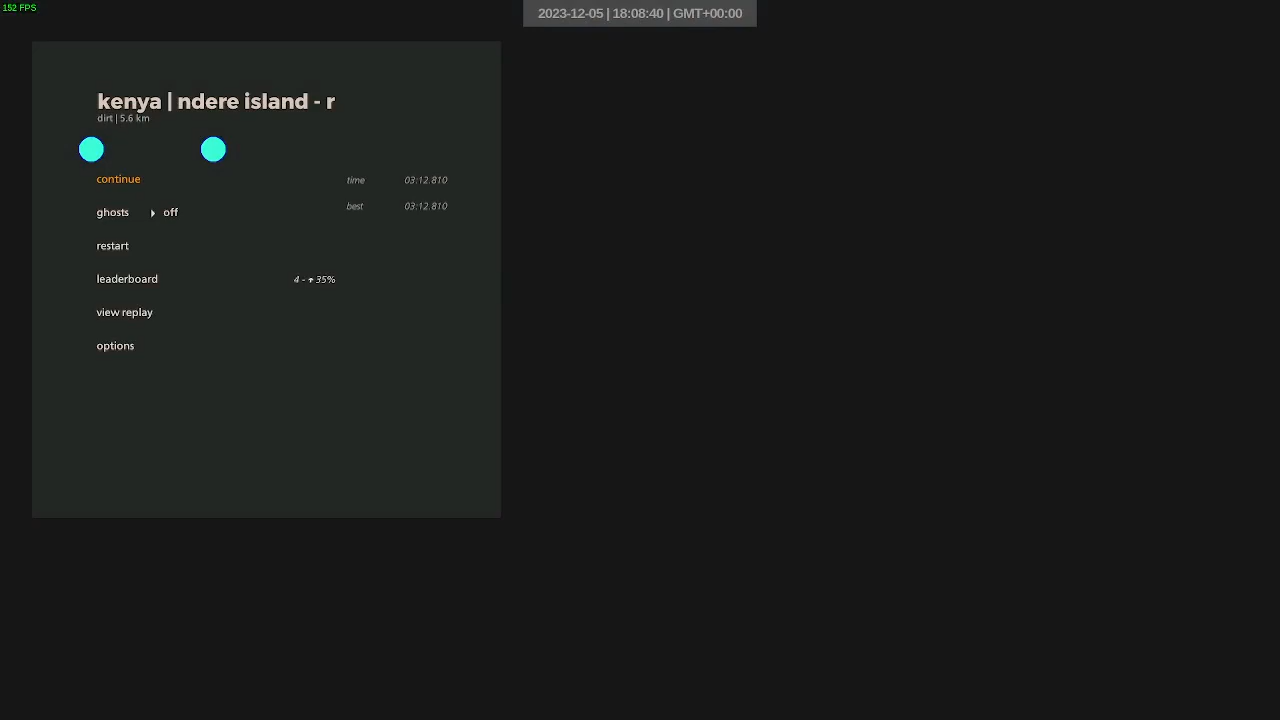 152 FPS
2023-12-05 | 18:08:40 | GMT+00:00
kenya | ndere island - r
dirt | 5.6 km
continue
time 03:12.810
ghosts off
best 03:12.810
restart
leaderboard 4 - ↑ 35%
view replay
options